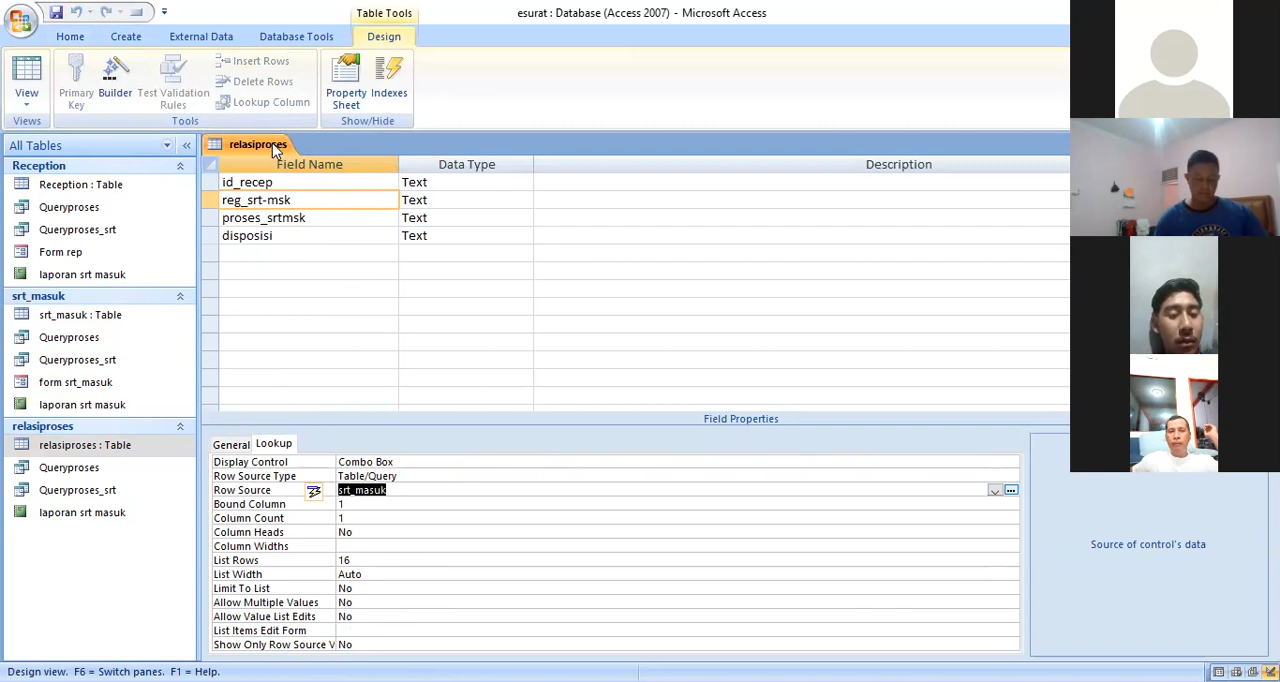 Table Tools
esurat : Database (Access 2007) - Microsoft Access
Home
Create
External Data
Database Tools
Design
View
Primary Key
Builder
Test Validation Rules
Insert Rows
Delete Rows
Lookup Column
Property Sheet
Indexes
Views
Tools
Show/Hide
All Tables
Reception
Reception : Table
Queryproses
Queryproses_srt
Form rep
laporan srt masuk
srt_masuk
srt_masuk : Table
Queryproses
Queryproses_srt
form srt_masuk
laporan srt masuk
relasiproses
relasiproses : Table
Queryproses
Queryproses_srt
laporan srt masuk
relasiproses
Field Name Data Type Description
id_recep Text
reg_srt-msk Text
proses_srtmsk Text
disposisi Text
Field Properties
General Lookup
Display Control Combo Box
Row Source Type Table/Query
Row Source srt_masuk
Bound Column 1
Column Count 1
Column Heads No
Column Widths
List Rows 16
List Width Auto
Limit To List No
Allow Multiple Values No
Allow Value List Edits No
List Items Edit Form
Show Only Row Source V No
Source of control's data
Design view. F6 = Switch panes. F1 = Help.